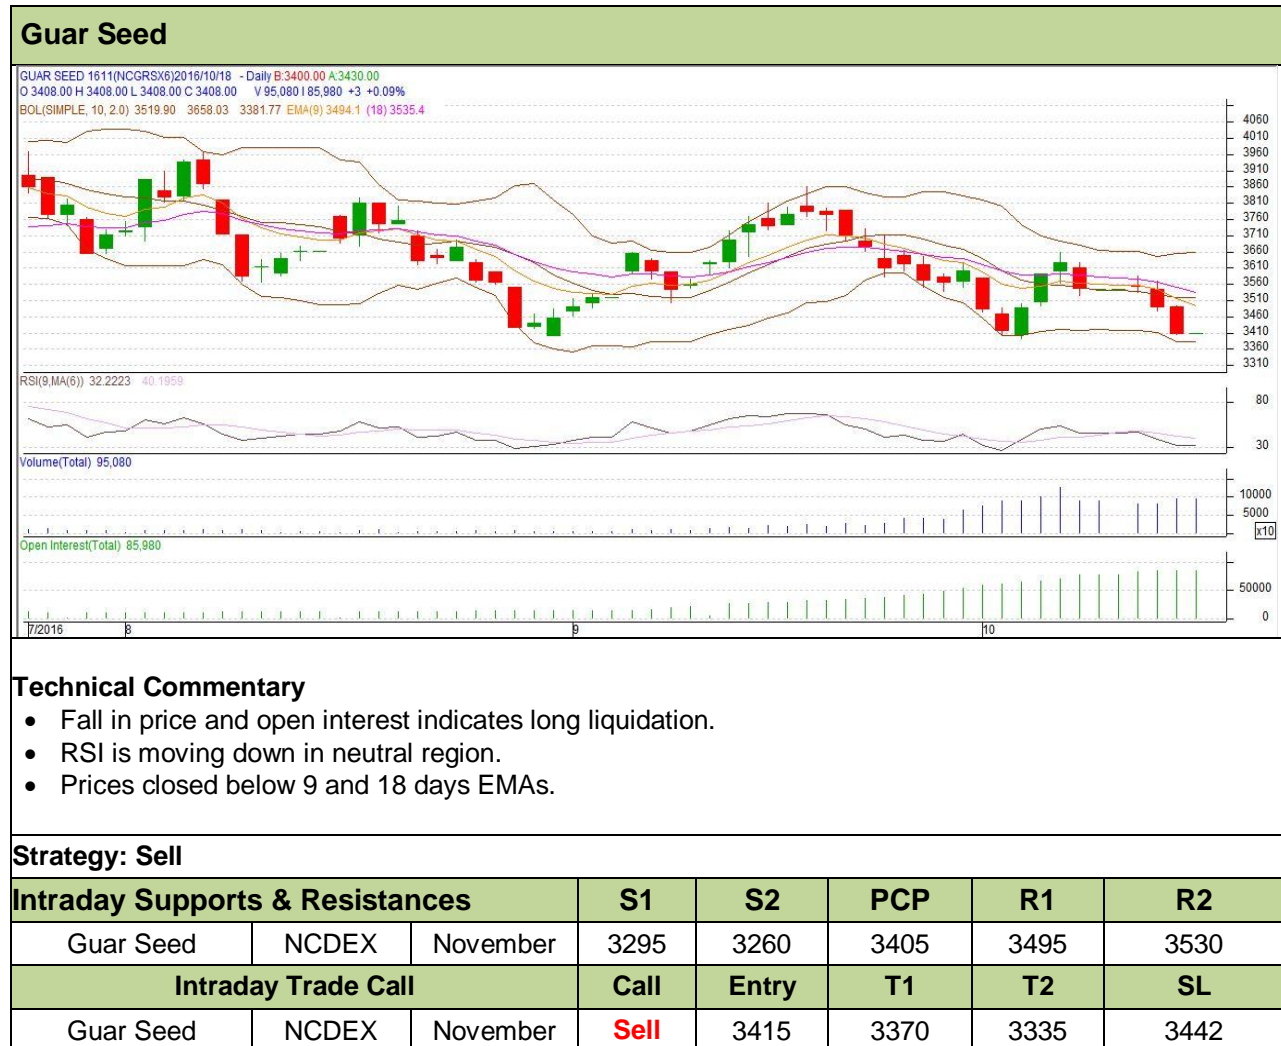 Guar Seed
GUAR SEED 1611(NCGRSX6)2016/10/18 - Daily B:3400.00 A:3430.00
O 3408.00 H 3408.00 L 3408.00 C 3408.00 V 95,080 I 85,980 +3 +0.09%
BOL(SIMPLE, 10, 2.0) 3519.90 3658.03 3381.77 EMA(9) 3494.1 (18) 3535.4
4060
4010
3960
3910
3860
3810
3760
3710
3660
3610
3560
3510
3460
3410
3360
3310
RSI(9,MA(6)) 32.2223 40.1959
80
30
Volume(Total) 95,080
10000
5000
x10
Open Interest(Total) 85,980
50000
0
7/2016 8 9 10
Technical Commentary
• Fall in price and open interest indicates long liquidation.
• RSI is moving down in neutral region.
• Prices closed below 9 and 18 days EMAs.
Strategy: Sell
Intraday Supports & Resistances S1 S2 PCP R1 R2
Guar Seed NCDEX November 3295 3260 3405 3495 3530
Intraday Trade Call Call Entry T1 T2 SL
Guar Seed NCDEX November Sell 3415 3370 3335 3442